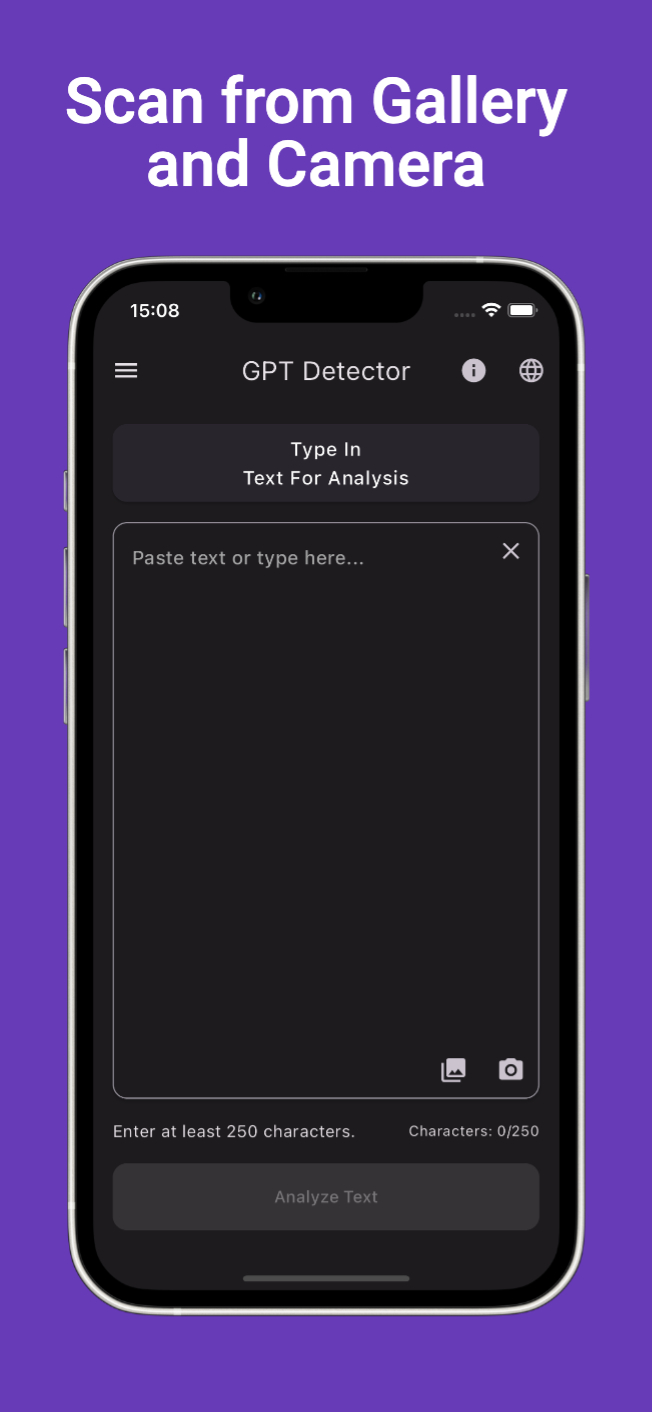 Scan from Gallery
and Camera
15:08
GPT Detector
Type In
Text For Analysis
Paste text or type here...
Enter at least 250 characters.
Characters: 0/250
Analyze Text